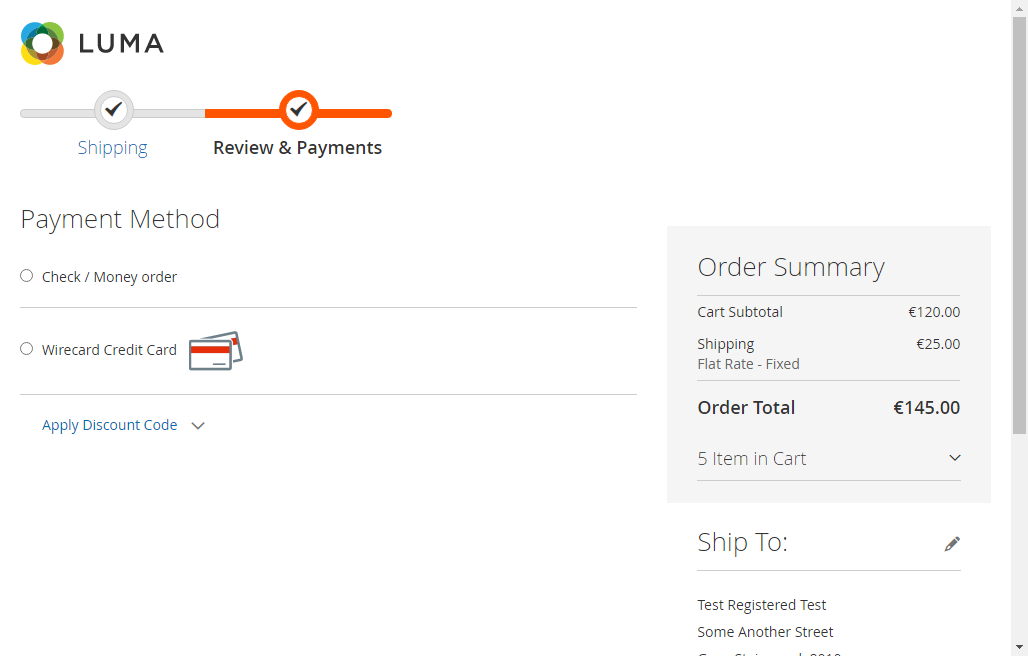 LUMA
Shipping
Review & Payments
Payment Method
Check / Money order
Wirecard Credit Card
Apply Discount Code
Order Summary
Cart Subtotal €120.00
Shipping €25.00
Flat Rate - Fixed
Order Total €145.00
5 Item in Cart
Ship To:
Test Registered Test
Some Another Street